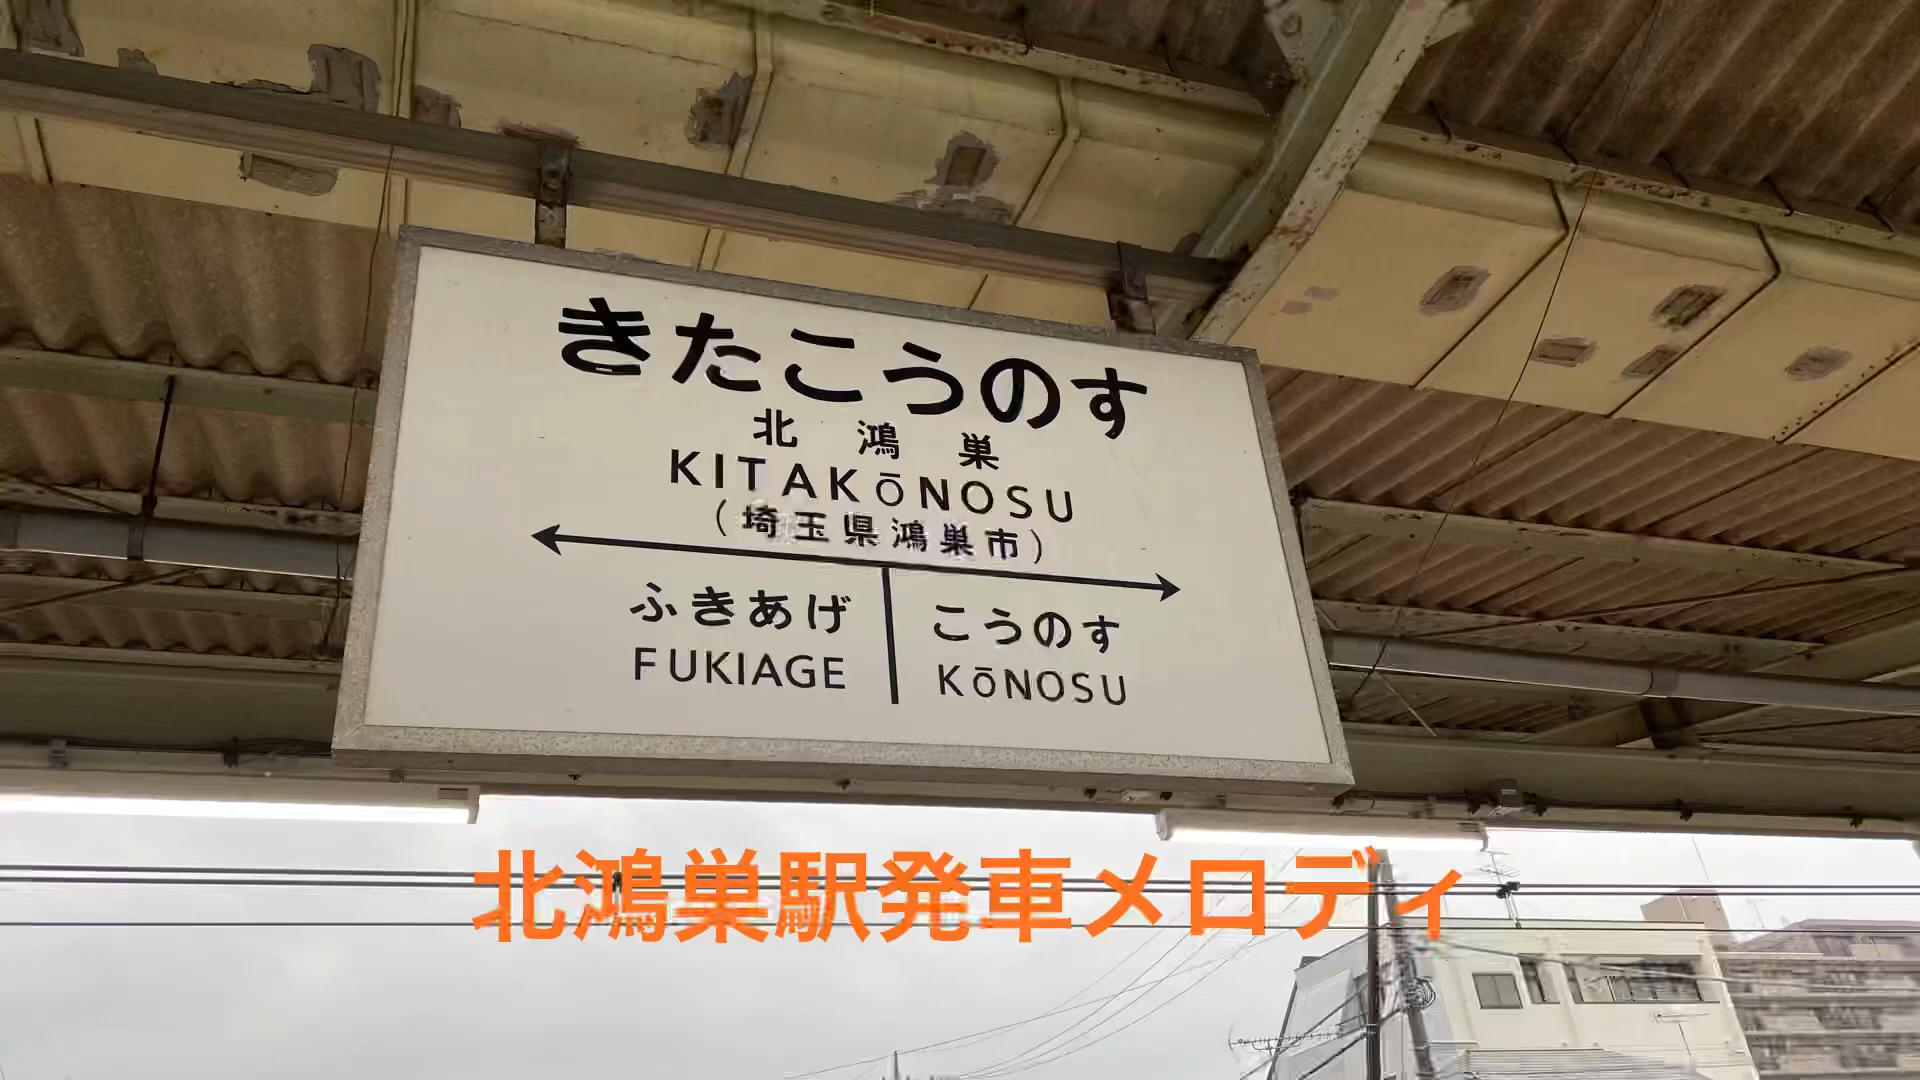 きたこうのす
北鴻巣
KITAKŌNOSU
(埼玉県鴻巣市)
ふきあげ こうのす
FUKIAGE KŌNOSU
北鴻巣駅発車メロディ